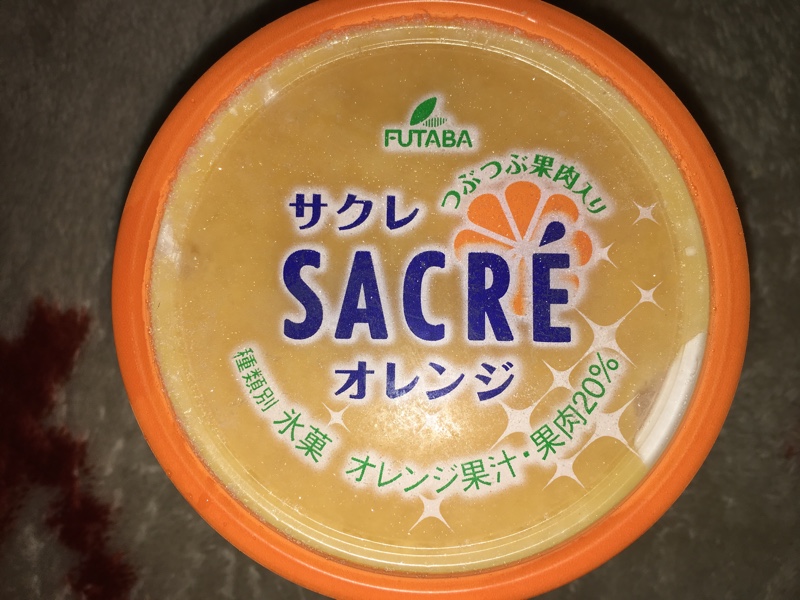 FUTABA
つぶつぶ果肉入り
サクレ
SACRÉ
オレンジ
種類別 氷菓 オレンジ果汁・果肉20%